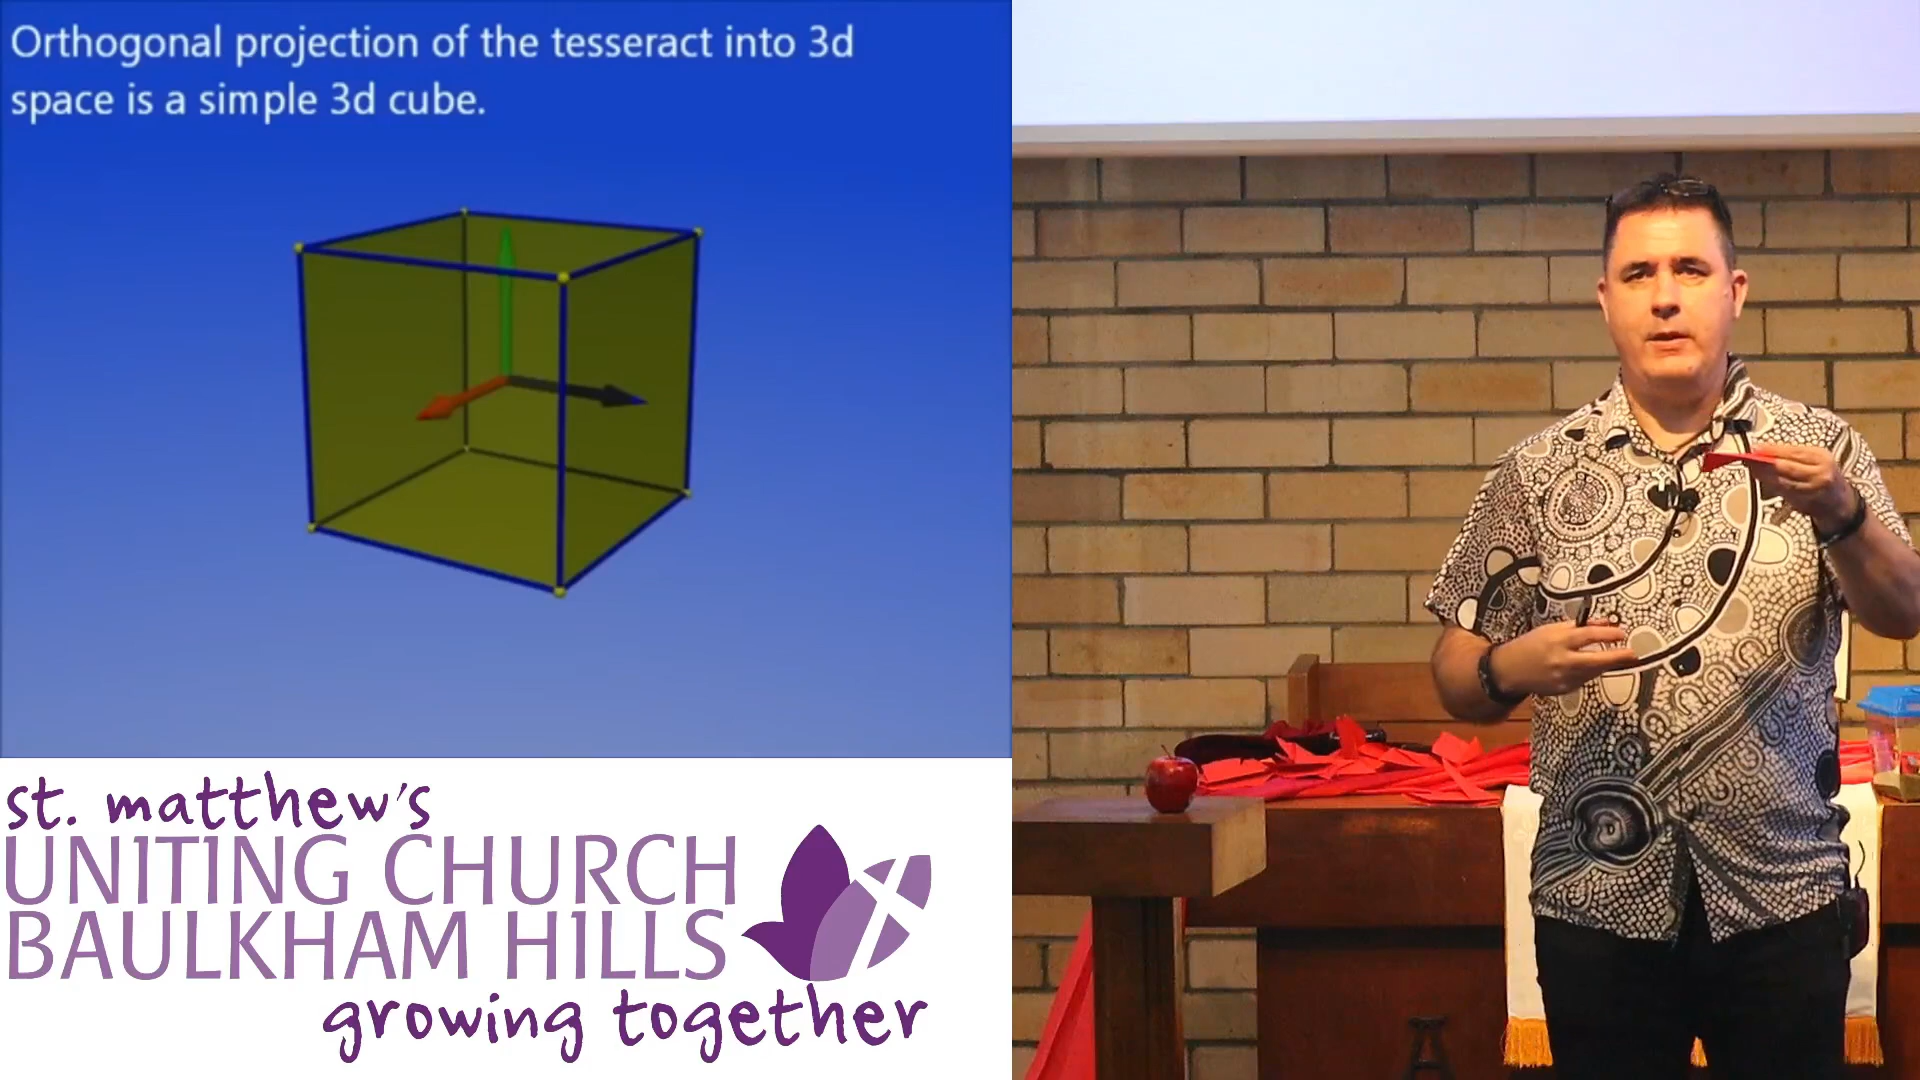 Orthogonal projection of the tesseract into 3d
space is a simple 3d cube.
st. matthew's
UNITING CHURCH
BAULKHAM HILLS
growing together